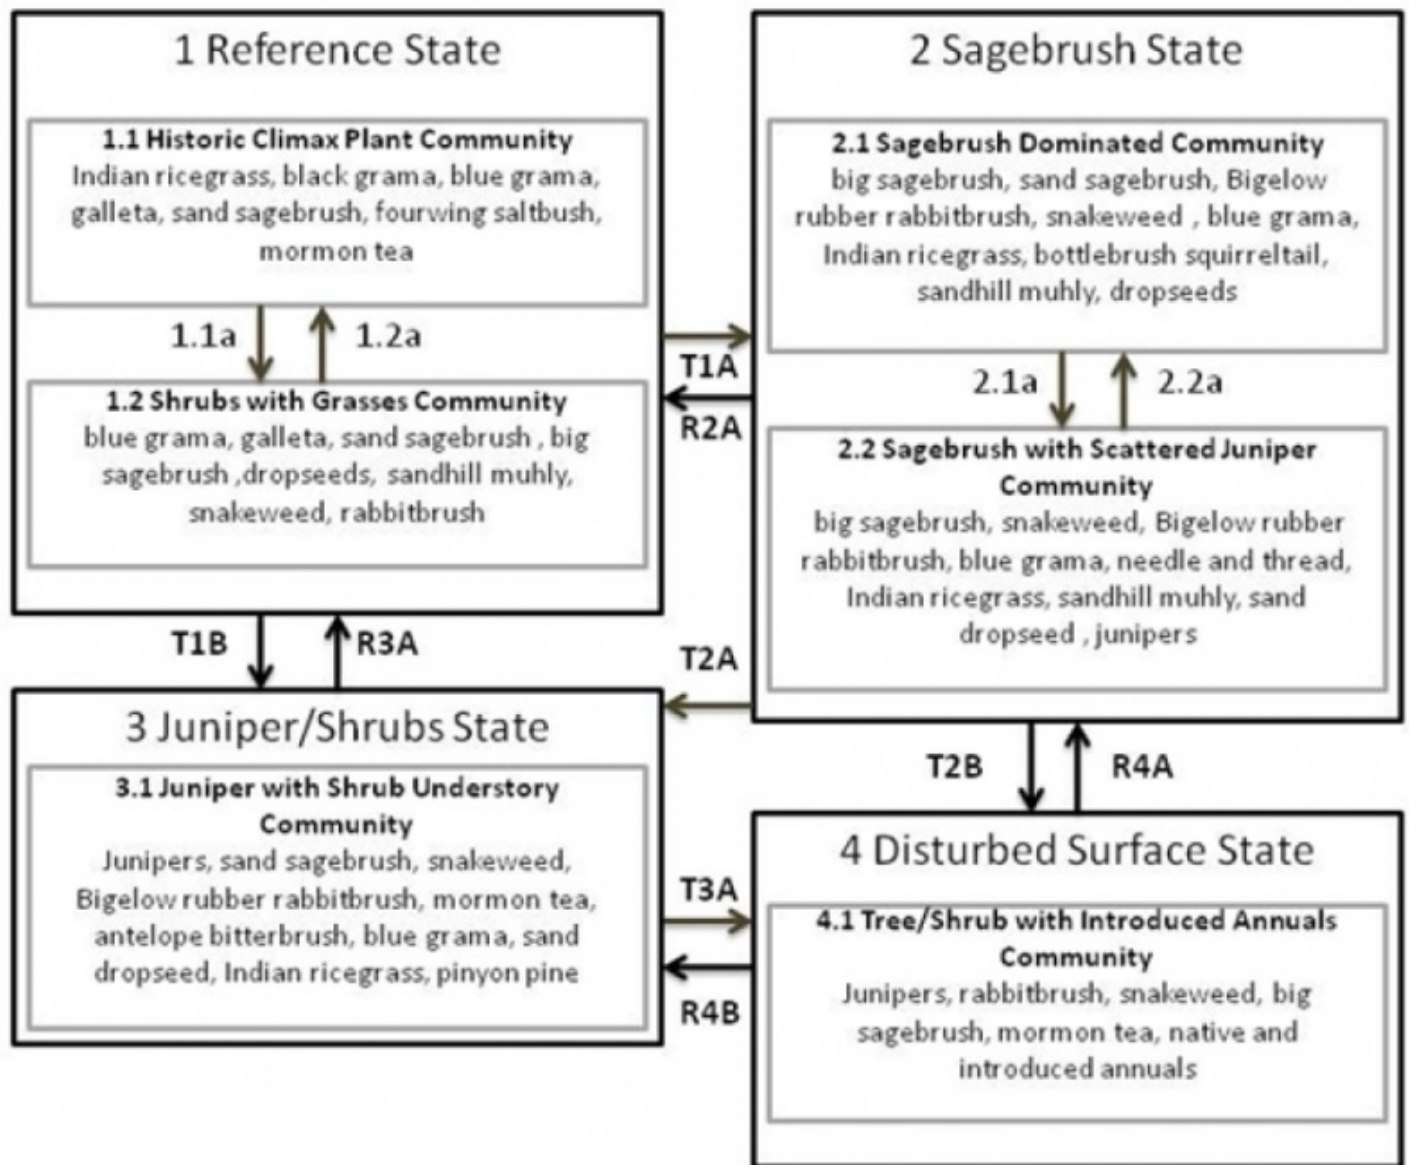 1 Reference State
1.1 Historic Climax Plant Community
Indian ricegrass, black grama, blue grama,
galleta, sand sagebrush, fourwing saltbush,
mormon tea
1.1a
1.2a
1.2 Shrubs with Grasses Community
blue grama, galleta, sand sagebrush , big
sagebrush ,dropseeds, sandhill muhly,
snakeweed, rabbitbrush
T1A
R2A
2 Sagebrush State
2.1 Sagebrush Dominated Community
big sagebrush, sand sagebrush, Bigelow
rubber rabbitbrush, snakeweed , blue grama,
Indian ricegrass, bottlebrush squirreltail,
sandhill muhly, dropseeds
2.1a
2.2a
2.2 Sagebrush with Scattered Juniper
Community
big sagebrush, snakeweed, Bigelow rubber
rabbitbrush, blue grama, needle and thread,
Indian ricegrass, sandhill muhly, sand
dropseed , junipers
T1B
R3A
T2A
T2B
R4A
3 Juniper/Shrubs State
3.1 Juniper with Shrub Understory
Community
Junipers, sand sagebrush, snakeweed,
Bigelow rubber rabbitbrush, mormon tea,
antelope bitterbrush, blue grama, sand
dropseed, Indian ricegrass, pinyon pine
T3A
R4B
4 Disturbed Surface State
4.1 Tree/Shrub with Introduced Annuals
Community
Junipers, rabbitbrush, snakeweed, big
sagebrush, mormon tea, native and
introduced annuals